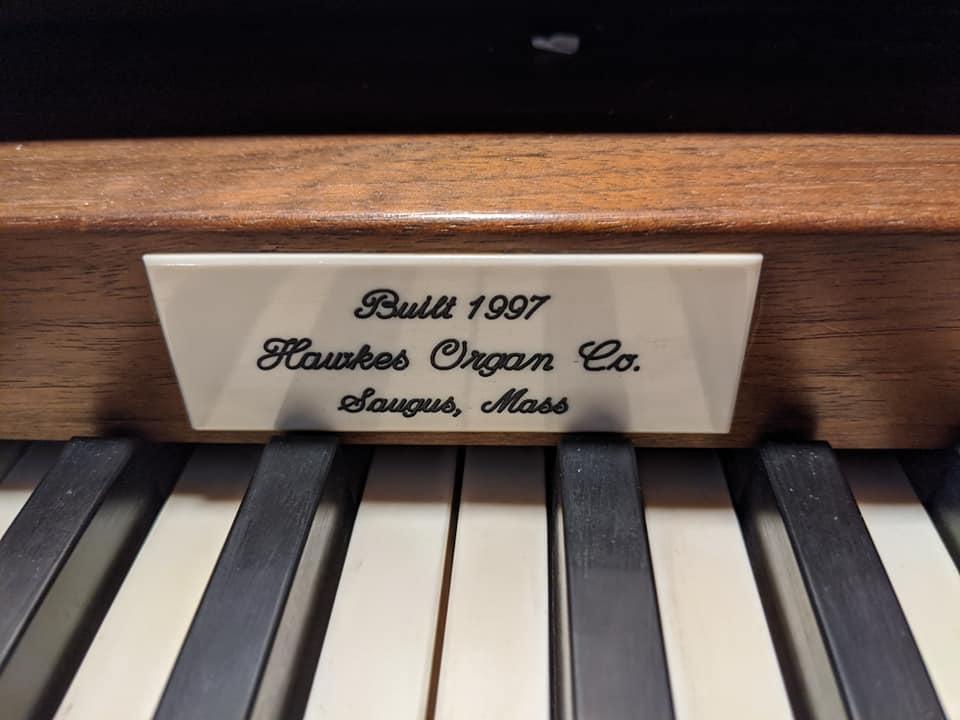 Built 1997
Hawkes Organ Co.
Saugus, Mass